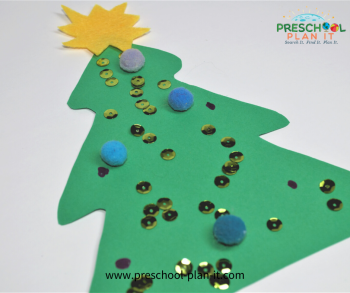 PRESCHOOL
PLAN IT
Search It. Find It. Plan It.
www.preschool-plan-it.com